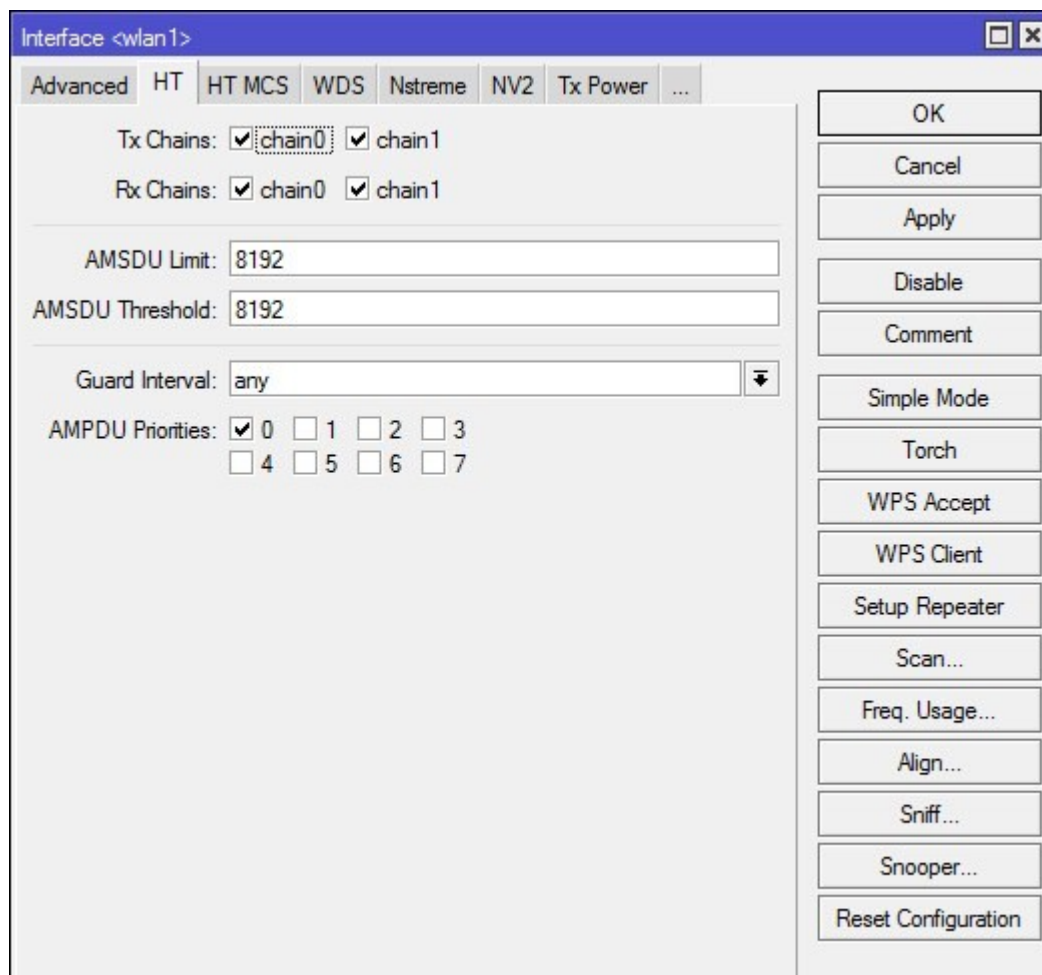 Interface <wlan1>
Advanced HT HT MCS WDS Nstreme NV2 Tx Power ...
Tx Chains: chain0 chain1
Rx Chains: chain0 chain1
AMSDU Limit: 8192
AMSDU Threshold: 8192
Guard Interval: any
AMPDU Priorities: 0 1 2 3
4 5 6 7
OK
Cancel
Apply
Disable
Comment
Simple Mode
Torch
WPS Accept
WPS Client
Setup Repeater
Scan...
Freq. Usage...
Align...
Sniff...
Snooper...
Reset Configuration